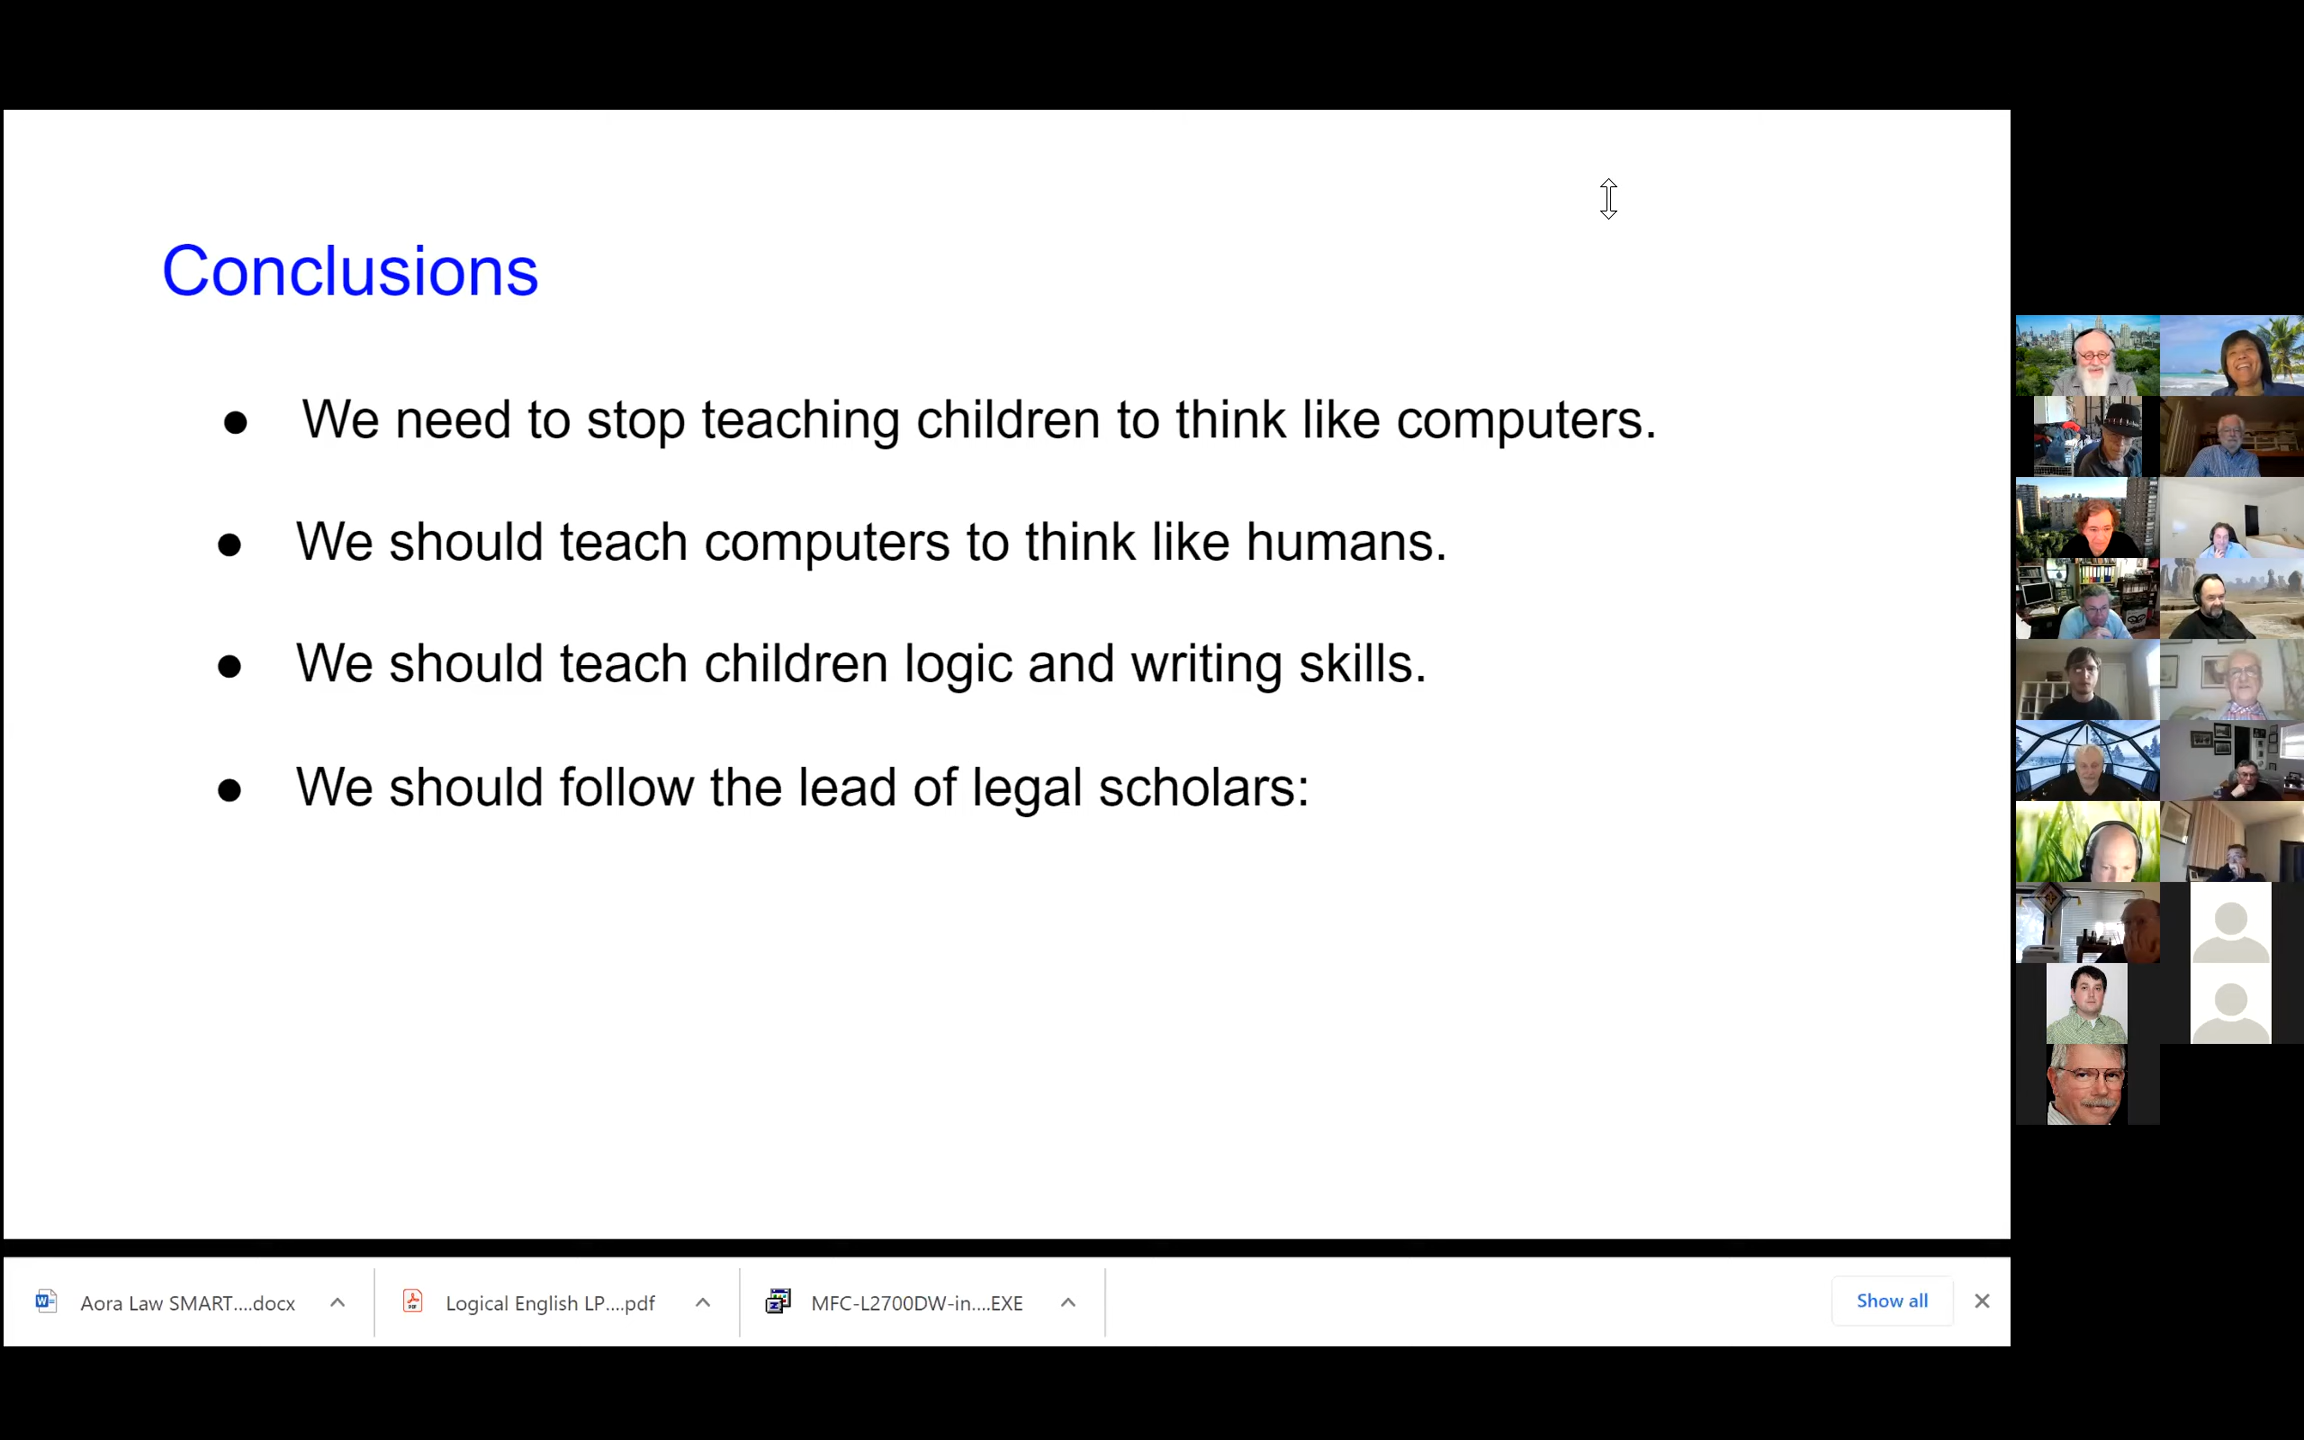 Conclusions
● We need to stop teaching children to think like computers.
● We should teach computers to think like humans.
● We should teach children logic and writing skills.
● We should follow the lead of legal scholars:
Aora Law SMART....docx
Logical English LP....pdf
MFC-L2700DW-in....EXE
Show all